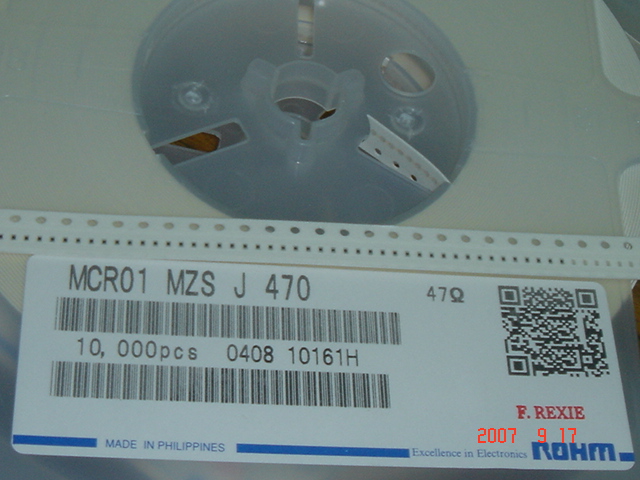 MCR01 MZS J 470 47Ω
10,000pcs 0408 10161H
F. REXIE
2007 9 17
MADE IN PHILIPPINES Excellence in Electronics ROHM